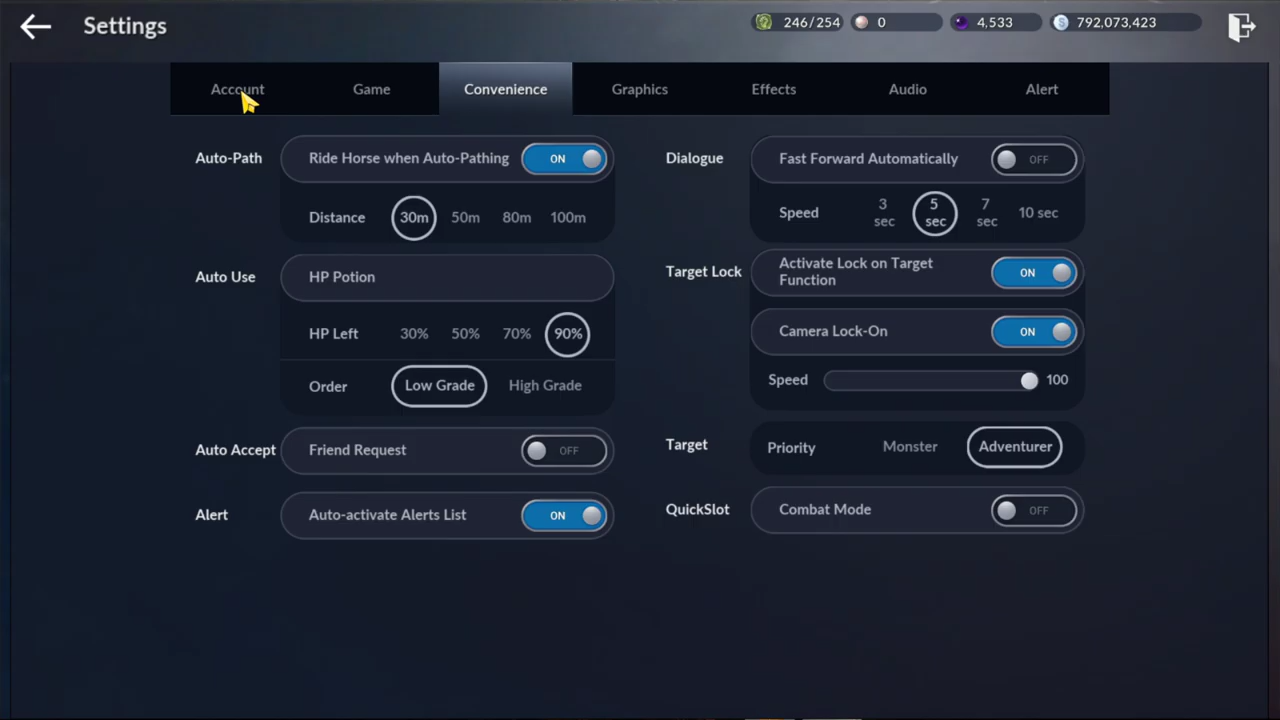 Settings
246/254
0
4,533
792,073,423
Account
Game
Convenience
Graphics
Effects
Audio
Alert
Auto-Path
Ride Horse when Auto-Pathing
ON
Distance
30m
50m
80m
100m
Auto Use
HP Potion
HP Left
30%
50%
70%
90%
Order
Low Grade
High Grade
Auto Accept
Friend Request
OFF
Alert
Auto-activate Alerts List
ON
Dialogue
Fast Forward Automatically
OFF
Speed
3
sec
5
sec
7
sec
10 sec
Target Lock
Activate Lock on Target
Function
ON
Camera Lock-On
ON
Speed
100
Target
Priority
Monster
Adventurer
QuickSlot
Combat Mode
OFF